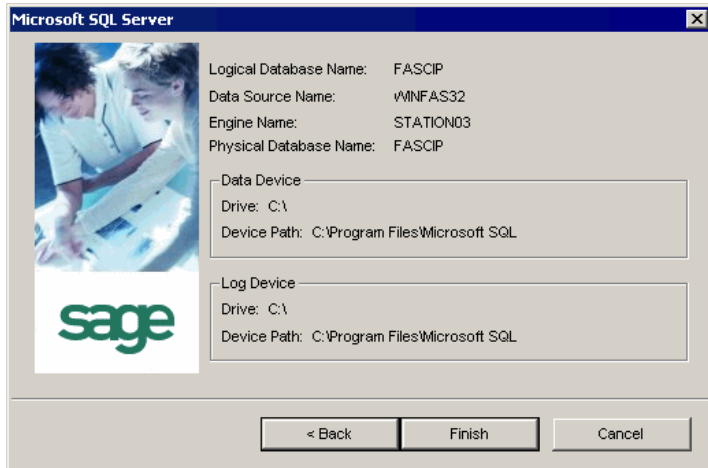 Microsoft SQL Server
Logical Database Name: FASCIP
Data Source Name: WINFAS32
Engine Name: STATION03
Physical Database Name: FASCIP
Data Device
Drive: C:\
Device Path: C:\Program Files\Microsoft SQL
sage
Log Device
Drive: C:\
Device Path: C:\Program Files\Microsoft SQL
< Back Finish Cancel